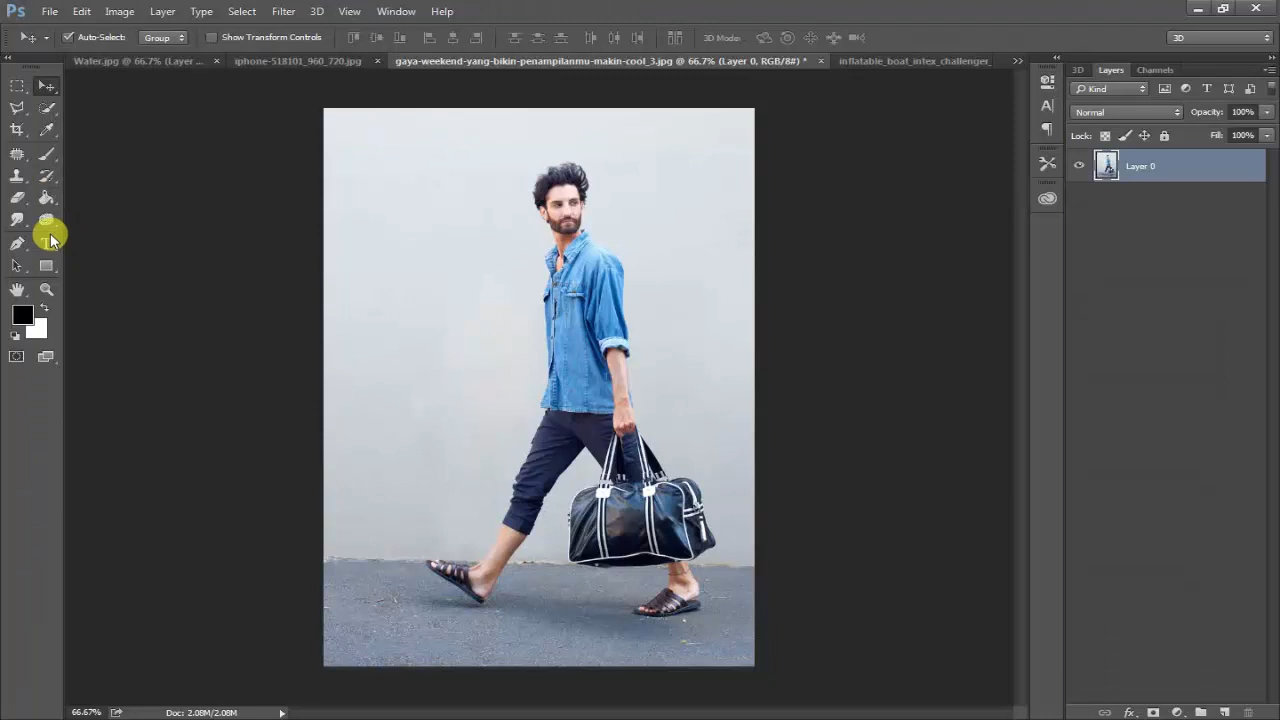 Ps File Edit Image Layer Type Select Filter 3D View Window Help
Auto-Select: Group Show Transform Controls 3D Mode: 3D
Water.jpg @ 66.7% (Layer ... × iphone-518101_960_720.jpg × gaya-weekend-yang-bikin-penampilanmu-makin-cool_3.jpg @ 66.7% (Layer 0, RGB/8#) * × inflatable_boat_intex_challenger_ >>
3D Layers Channels
Kind
Normal Opacity: 100%
Lock: Fill: 100%
Layer 0
66.67% Doc: 2.08M/2.08M